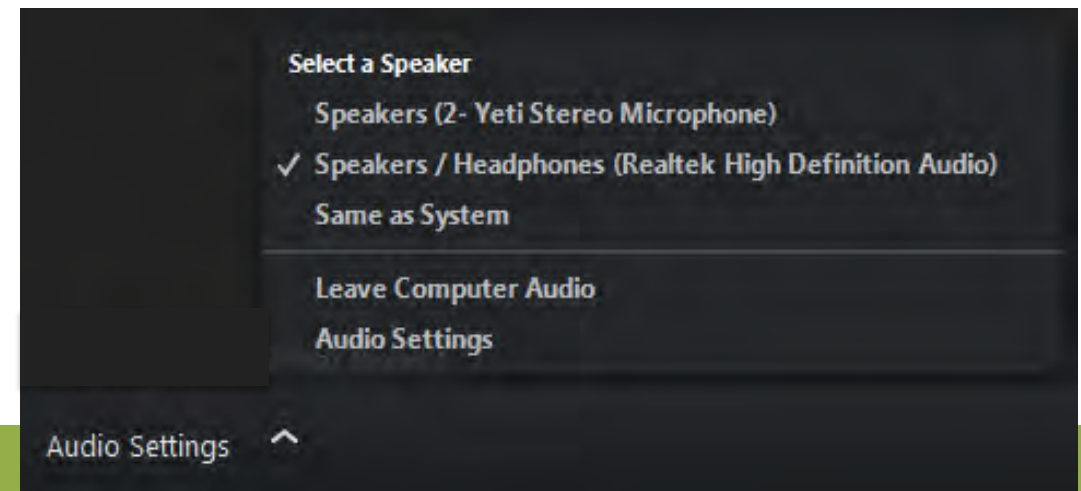 Select a Speaker
Speakers (2- Yeti Stereo Microphone)
Speakers / Headphones (Realtek High Definition Audio)
Same as System
Leave Computer Audio
Audio Settings
Audio Settings